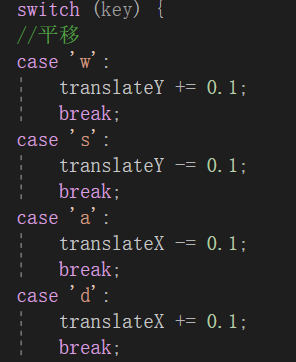 switch (key) {
//平移
case 'w':
    translateY += 0.1;
    break;
case 's':
    translateY -= 0.1;
    break;
case 'a':
    translateX -= 0.1;
    break;
case 'd':
    translateX += 0.1;
    break;